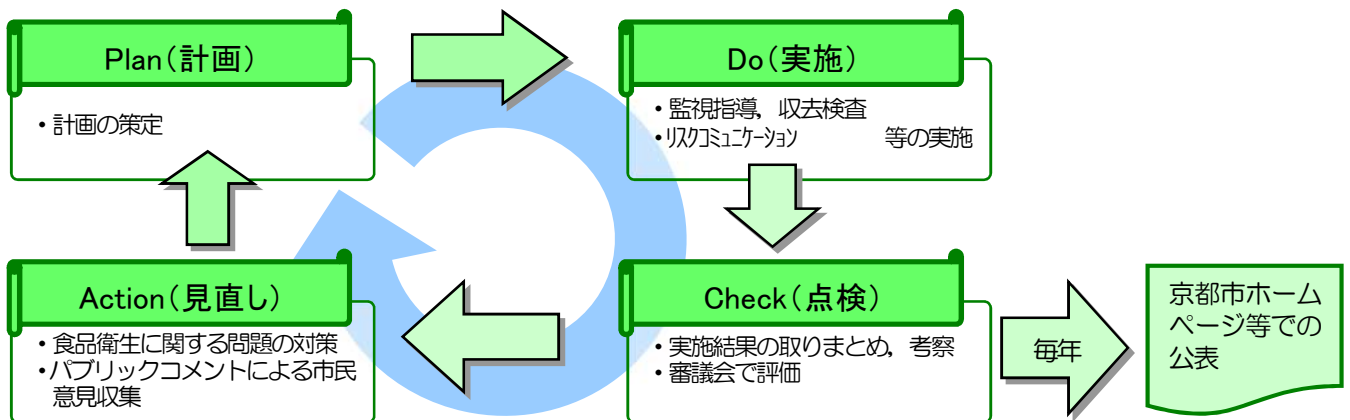 Plan(計画)
・計画の策定
Do(実施)
・監視指導，収去検査
・リスクコミュニケーション 等の実施
Check(点検)
・実施結果の取りまとめ，考察
・審議会で評価
毎年
京都市ホーム
ページ等での
公表
Action(見直し)
・食品衛生に関する問題の対策
・パブリックコメントによる市民
意見収集